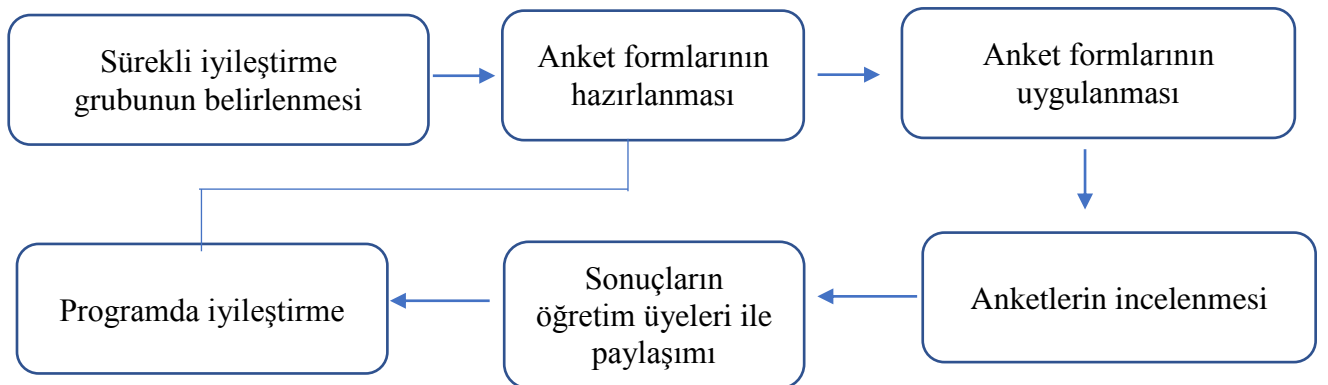 Sürekli iyileştirme
grubunun belirlenmesi
Anket formlarının
hazırlanması
Anket formlarının
uygulanması
Anketlerin incelenmesi
Sonuçların
öğretim üyeleri ile
paylaşımı
Programda iyileştirme